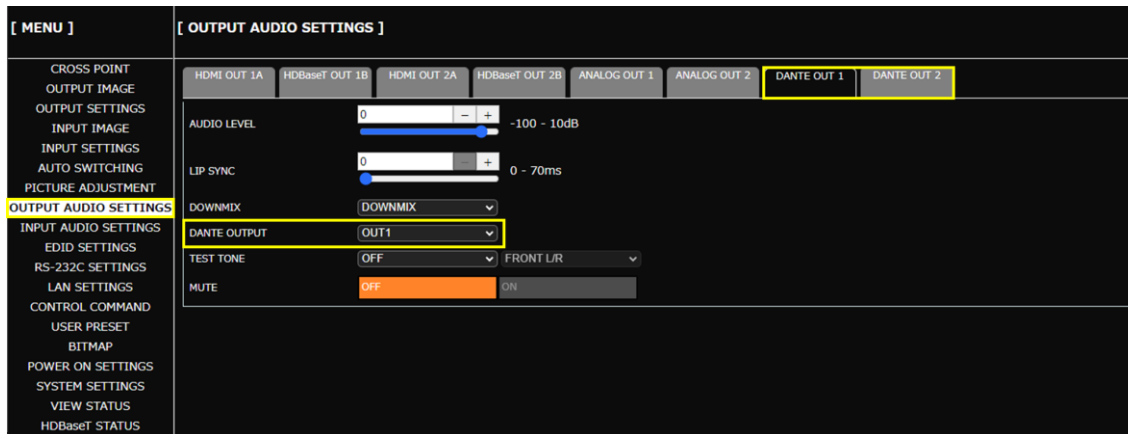 [ MENU ]
CROSS POINT
OUTPUT IMAGE
OUTPUT SETTINGS
INPUT IMAGE
INPUT SETTINGS
AUTO SWITCHING
PICTURE ADJUSTMENT
OUTPUT AUDIO SETTINGS
INPUT AUDIO SETTINGS
EDID SETTINGS
RS-232C SETTINGS
LAN SETTINGS
CONTROL COMMAND
USER PRESET
BITMAP
POWER ON SETTINGS
SYSTEM SETTINGS
VIEW STATUS
HDBaseT STATUS
[ OUTPUT AUDIO SETTINGS ]
HDMI OUT 1A HDBaseT OUT 1B HDMI OUT 2A HDBaseT OUT 2B ANALOG OUT 1 ANALOG OUT 2 DANTE OUT 1 DANTE OUT 2
AUDIO LEVEL 0 - + -100 - 10dB
LIP SYNC 0 - + 0 - 70ms
DOWNMIX DOWNMIX
DANTE OUTPUT OUT1
TEST TONE OFF FRONT L/R
MUTE OFF ON